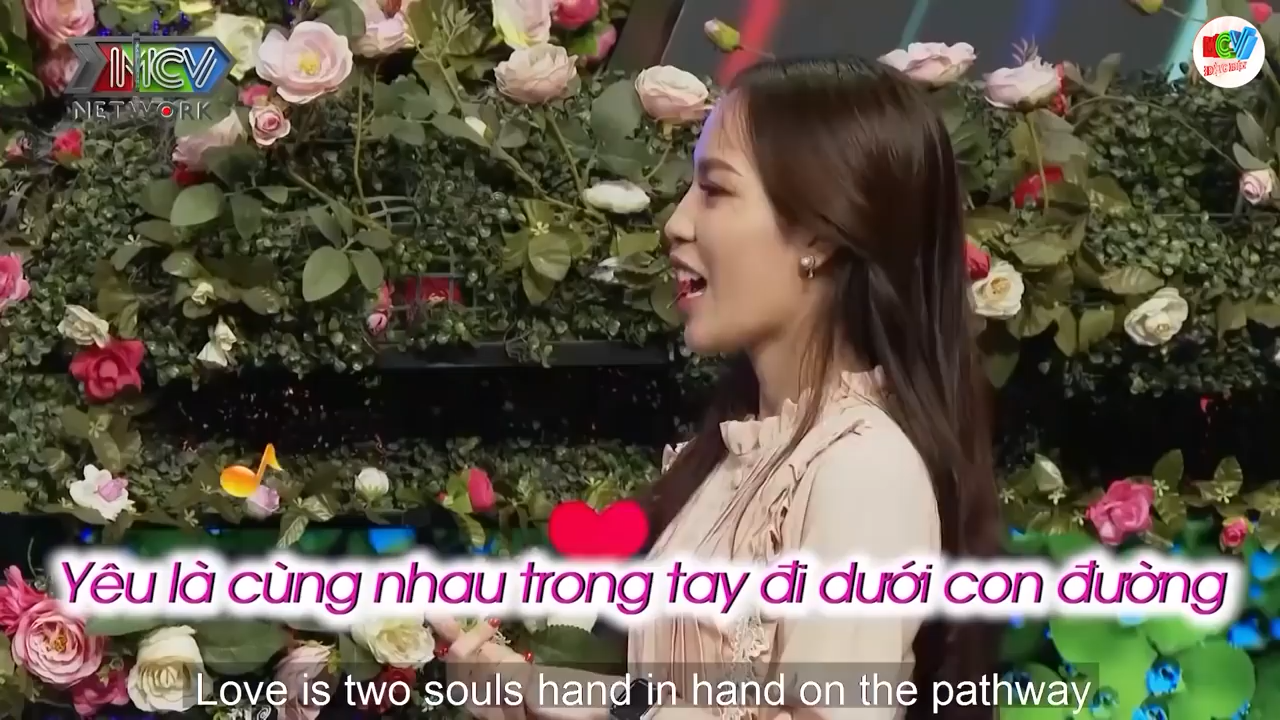 MCV
NETWORK
MCV
Yêu là cùng nhau trong tay đi dưới con đường
Love is two souls hand in hand on the pathway